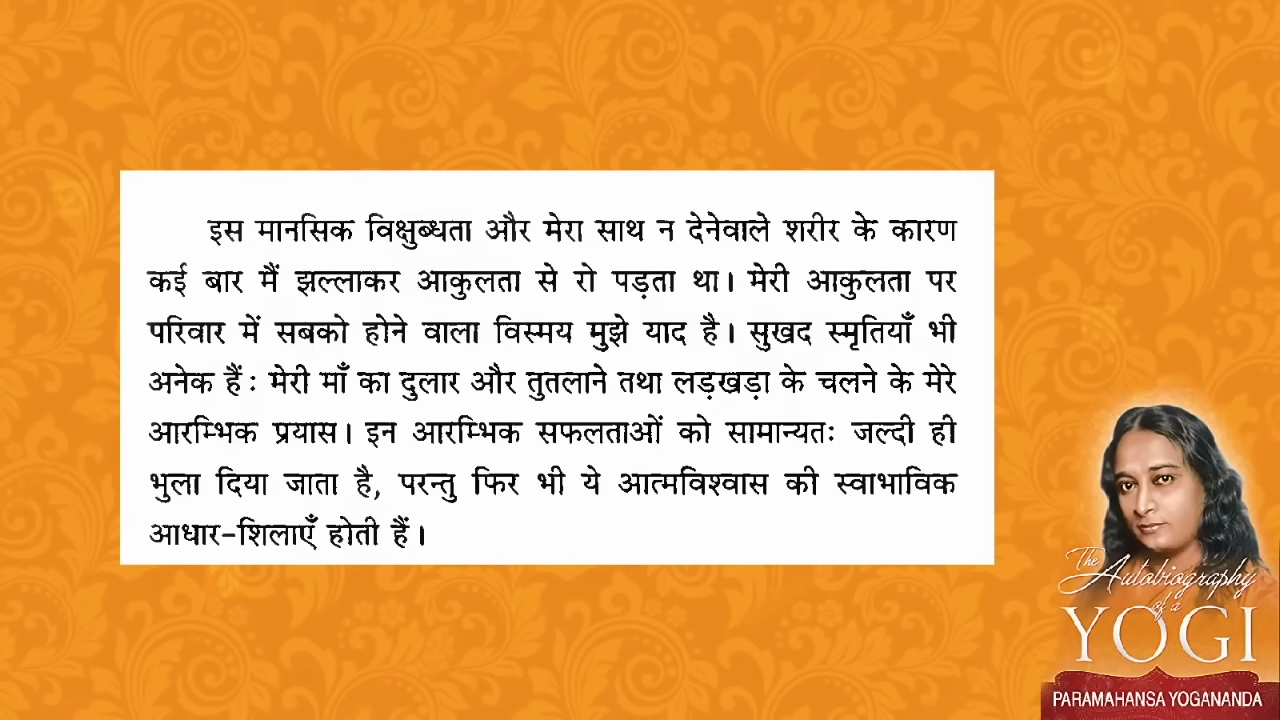 इस मानसिक विक्षुब्धता और मेरा साथ न देनेवाले शरीर के कारण
कई बार मैं झल्लाकर आकुलता से रो पड़ता था। मेरी आकुलता पर
परिवार में सबको होने वाला विस्मय मुझे याद है। सुखद स्मृतियाँ भी
अनेक हैं: मेरी माँ का दुलार और तुतलाने तथा लड़खड़ा के चलने के मेरे
आरम्भिक प्रयास। इन आरम्भिक सफलताओं को सामान्यतः जल्दी ही
भुला दिया जाता है, परन्तु फिर भी ये आत्मविश्वास की स्वाभाविक
आधार-शिलाएँ होती हैं।
The
Autobiography
of a
YOGI
PARAMAHANSA YOGANANDA